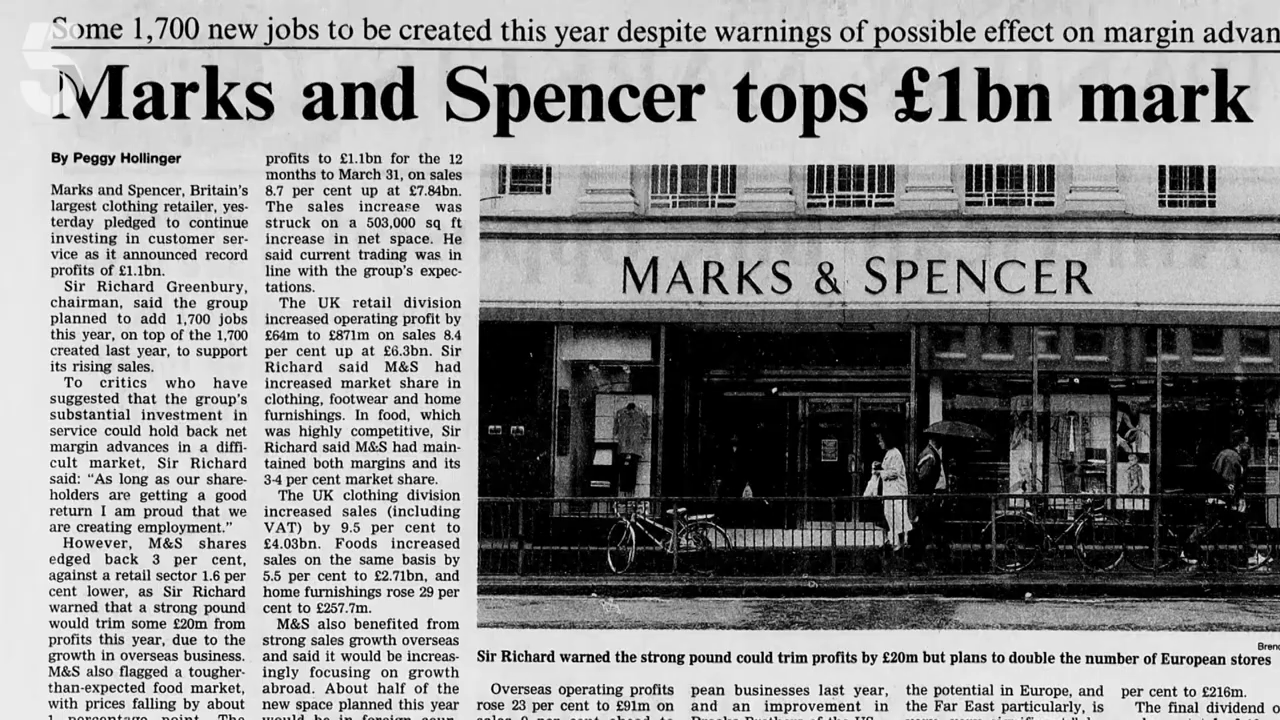 Some 1,700 new jobs to be created this year despite warnings of possible effect on margin
Marks and Spencer tops £1bn mark
By Peggy Hollinger
Marks and Spencer, Britain's
largest clothing retailer, yes-
terday pledged to continue
investing in customer ser-
vice as it announced record
profits of £1.1bn.
Sir Richard Greenbury,
chairman, said the group
planned to add 1,700 jobs
this year, on top of the 1,700
created last year, to support
its rising sales.
To critics who have
suggested that the group's
substantial investment in
service could hold back net
margin advances in a diffi-
cult market, Sir Richard
said: "As long as our share-
holders are getting a good
return I am proud that we
are creating employment."
However, M&S shares
edged back 3 per cent,
against a retail sector 1.6 per
cent lower, as Sir Richard
warned that a strong pound
would trim some £20m from
profits this year, due to the
growth in overseas business.
M&S also flagged a tougher-
than-expected food market,
with prices falling by about
1 percentage point. The
profits to £1.1bn for the 12
months to March 31, on sales
8.7 per cent up at £7.84bn.
The sales increase was
struck on a 503,000 sq ft
increase in net space. He
said current trading was in
line with the group's expec-
tations.
The UK retail division
increased operating profit by
£64m to £871m on sales 8.4
per cent up at £6.3bn. Sir
Richard said M&S had
increased market share in
clothing, footwear and home
furnishings. In food, which
was highly competitive, Sir
Richard said M&S had main-
tained both margins and its
3-4 per cent market share.
The UK clothing division
increased sales (including
VAT) by 9.5 per cent to
£4.03bn. Foods increased
sales on the same basis by
5.5 per cent to £2.71bn, and
home furnishings rose 29 per
cent to £257.7m.
M&S also benefited from
strong sales growth overseas
and said it would be increas-
ingly focusing on growth
abroad. About half of the
new space planned this year
MARKS & SPENCER
Sir Richard warned the strong pound could trim profits by £20m but plans to double the number of European stores
Overseas operating profits
rose 23 per cent to £91m on
pean businesses last year,
and an improvement in
the potential in Europe, and
the Far East particularly, is
per cent to £216m.
The final dividend
5